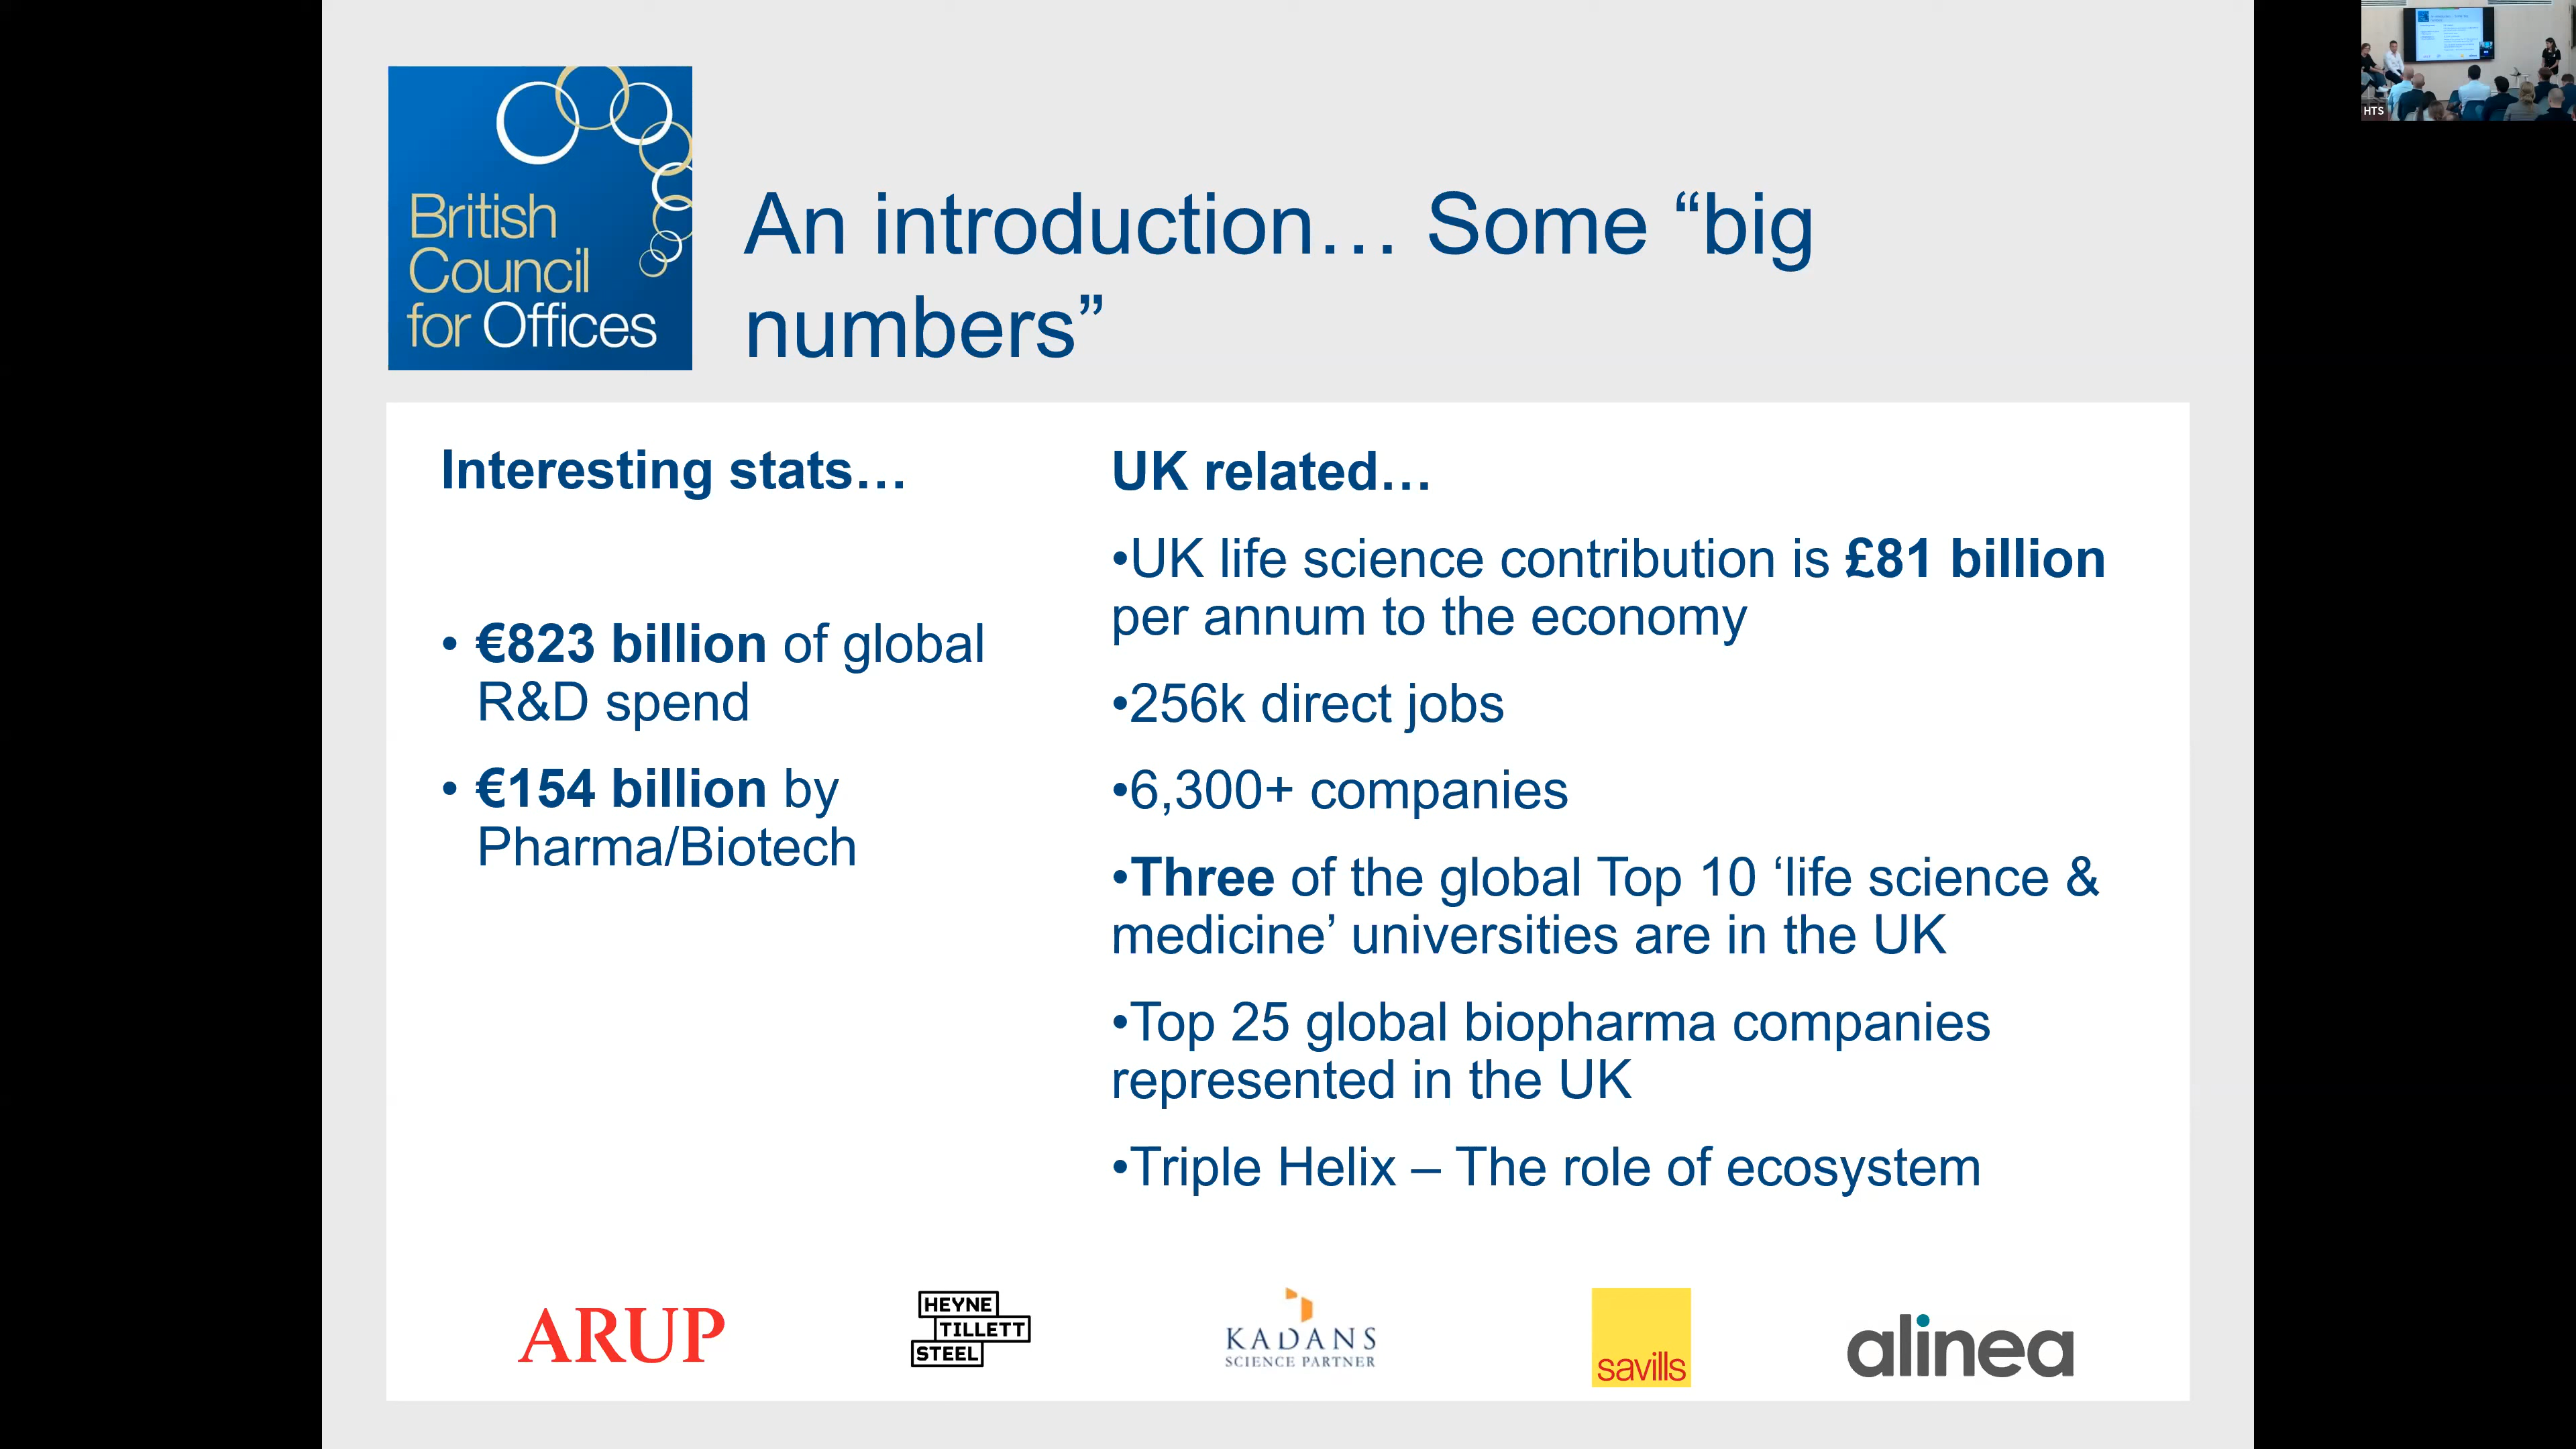 British
Council
for Offices
An introduction… Some “big
numbers”
Interesting stats…
• €823 billion of global
R&D spend
• €154 billion by
Pharma/Biotech
UK related…
•UK life science contribution is £81 billion
per annum to the economy
•256k direct jobs
•6,300+ companies
•Three of the global Top 10 ‘life science &
medicine’ universities are in the UK
•Top 25 global biopharma companies
represented in the UK
•Triple Helix – The role of ecosystem
ARUP
HEYNE
TILLETT
STEEL
KADANS
SCIENCE PARTNER
savills
alinea
HTS